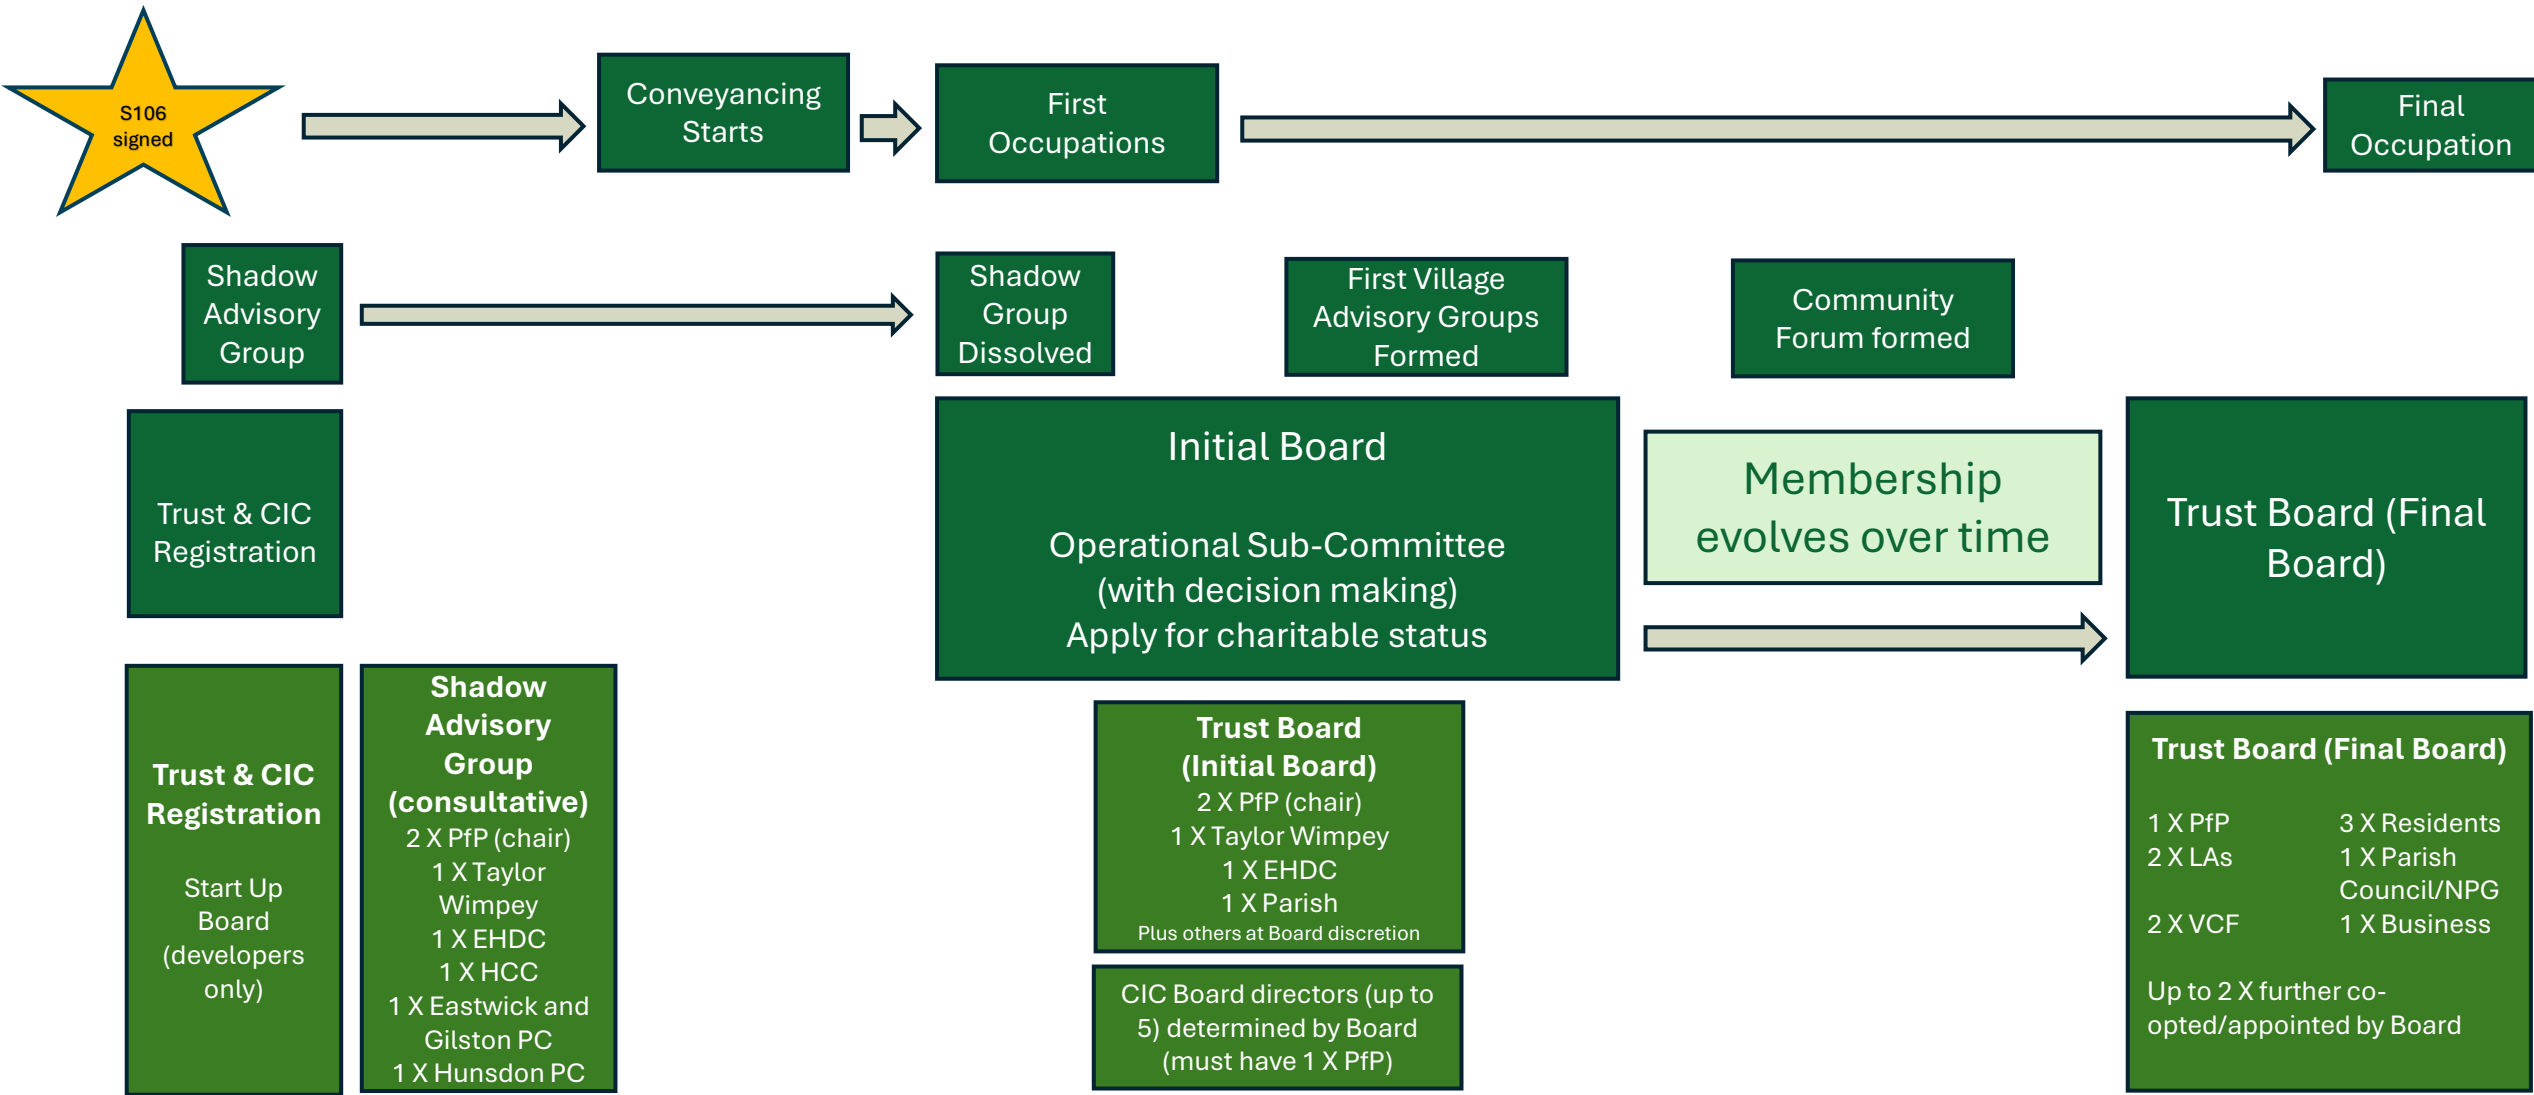 S106
signed
Conveyancing
Starts
First
Occupations
Final
Occupation
Shadow
Advisory
Group
Shadow
Group
Dissolved
First Village
Advisory Groups
Formed
Community
Forum formed
Trust & CIC
Registration
Initial Board
Operational Sub-Committee
(with decision making)
Apply for charitable status
Membership
evolves over time
Trust Board (Final
Board)
Trust & CIC
Registration
Start Up
Board
(developers
only)
Shadow
Advisory
Group
(consultative)
2 X PfP (chair)
1 X Taylor
Wimpey
1 X EHDC
1 X HCC
1 X Eastwick and
Gilston PC
1 X Hunsdon PC
Trust Board
(Initial Board)
2 X PfP (chair)
1 X Taylor Wimpey
1 X EHDC
1 X Parish
Plus others at Board discretion
CIC Board directors (up to
5) determined by Board
(must have 1 X PfP)
Trust Board (Final Board)
1 X PfP
2 X LAs
2 X VCF
3 X Residents
1 X Parish
Council/NPG
1 X Business
Up to 2 X further co-
opted/appointed by Board